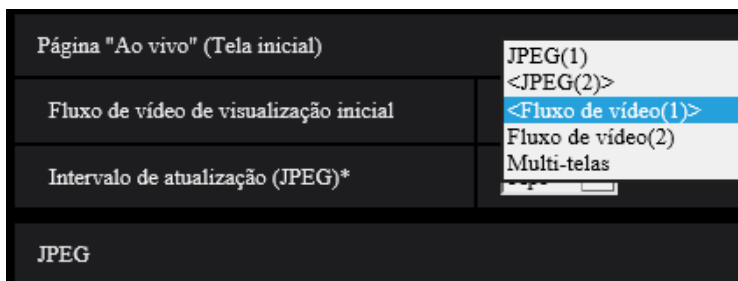 Página "Ao vivo" (Tela inicial)
JPEG(1)
<JPEG(2)>
Fluxo de vídeo de visualização inicial
<Fluxo de vídeo(1)>
Fluxo de vídeo(2)
Multi-telas
Intervalo de atualização (JPEG)*
JPEG